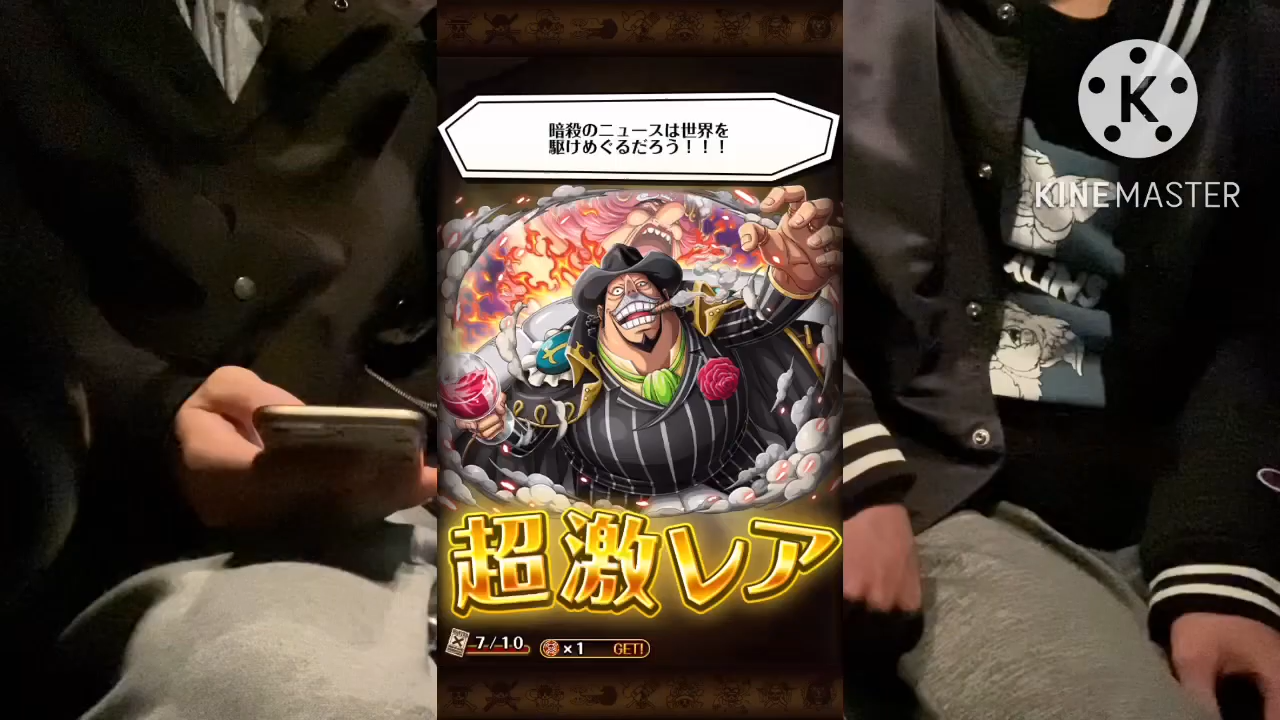 暗殺のニュースは世界を
駆けめぐるだろう！！！
K
KINEMASTER
超激レア
7/10
×1 GET!